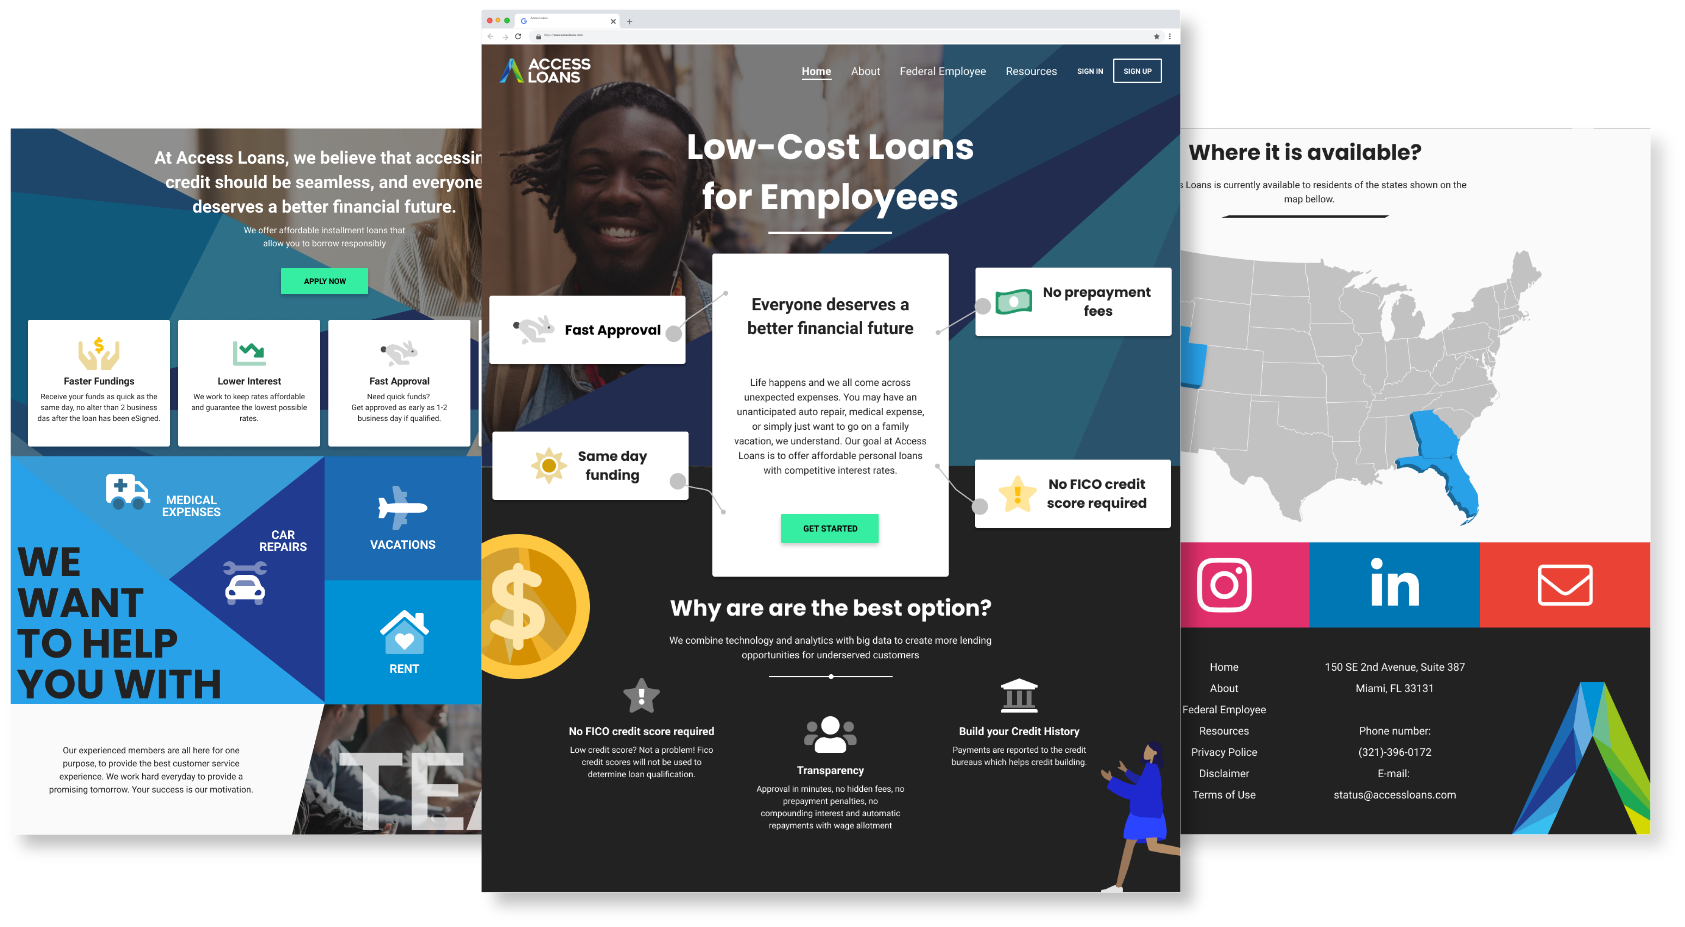 At Access Loans, we believe that accessin
credit should be seamless, and everyone
deserves a better financial future.
We offer affordable installment loans that
allow you to borrow responsibly
APPLY NOW
Faster Fundings
Receive your funds as quick as the
same day, no alter than 2 business
das after the loan has been eSigned.
Lower Interest
We work to keep rates affordable
and guarantee the lowest possible
rates.
Fast Approval
Need quick funds?
Get approved as early as 1-2
business day if qualified.
MEDICAL
EXPENSES
CAR
REPAIRS
VACATIONS
RENT
WE
WANT
TO HELP
YOU WITH
Our experienced members are all here for one
purpose, to provide the best customer service
experience. We work hard everyday to provide a
promising tomorrow. Your success is our motivation.
TE
ACCESS
LOANS
Home
About
Federal Employee
Resources
SIGN IN
SIGN UP
Low-Cost Loans
for Employees
Fast Approval
Same day
funding
Everyone deserves a
better financial future
Life happens and we all come across
unexpected expenses. You may have an
unanticipated auto repair, medical expense,
or simply just want to go on a family
vacation, we understand. Our goal at Access
Loans is to offer affordable personal loans
with competitive interest rates.
GET STARTED
No prepayment
fees
No FICO credit
score required
Why are are the best option?
We combine technology and analytics with big data to create more lending
opportunities for underserved customers
No FICO credit score required
Low credit score? Not a problem! Fico
credit scores will not be used to
determine loan qualification.
Transparency
Approval in minutes, no hidden fees, no
prepayment penalties, no
compounding interest and automatic
repayments with wage allotment
Build your Credit History
Payments are reported to the credit
bureaus which helps credit building.
Where it is available?
s Loans is currently available to residents of the states shown on the
map bellow.
in
Home
About
Federal Employee
Resources
Privacy Police
Disclaimer
Terms of Use
150 SE 2nd Avenue, Suite 387
Miami, FL 33131
Phone number:
(321)-396-0172
E-mail:
status@accessloans.com